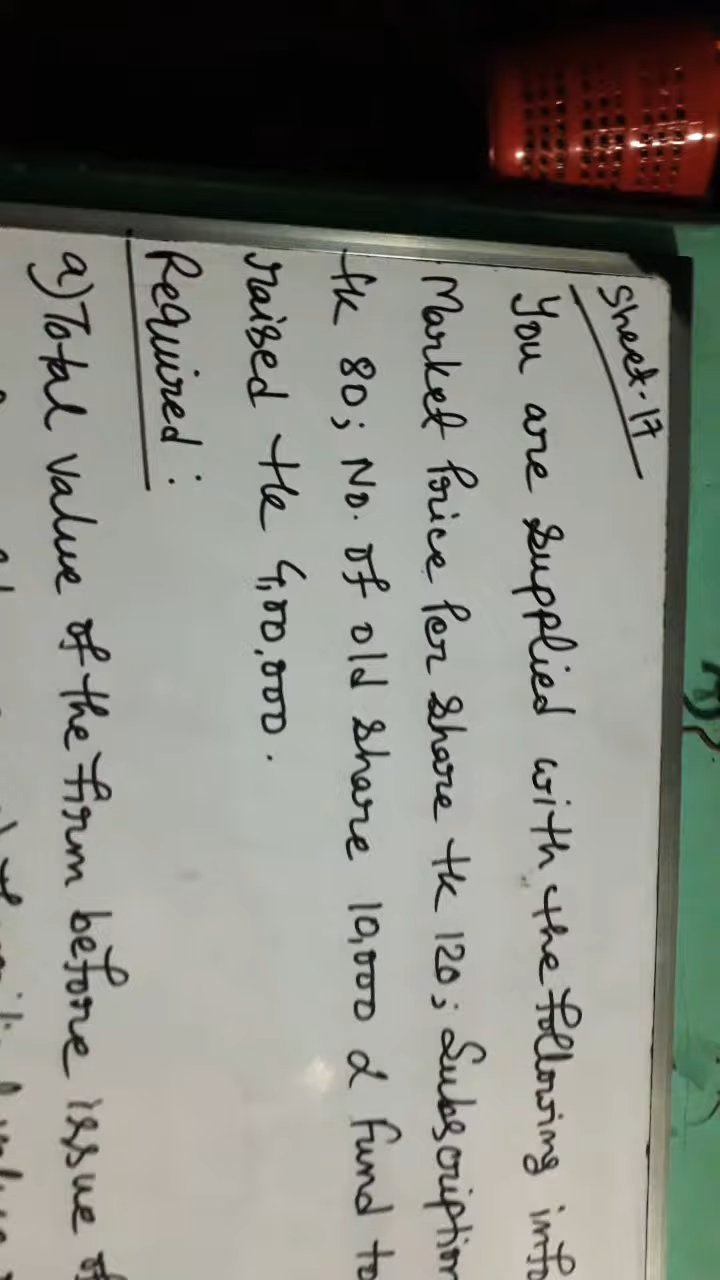 Sheet-17
You are supplied with the following info
Market price per share tk 120; Subscription
tk 80; No. of old share 10,000 & fund to
raised tk 4,00,000.
Required:
a) Total value of the firm before issue of